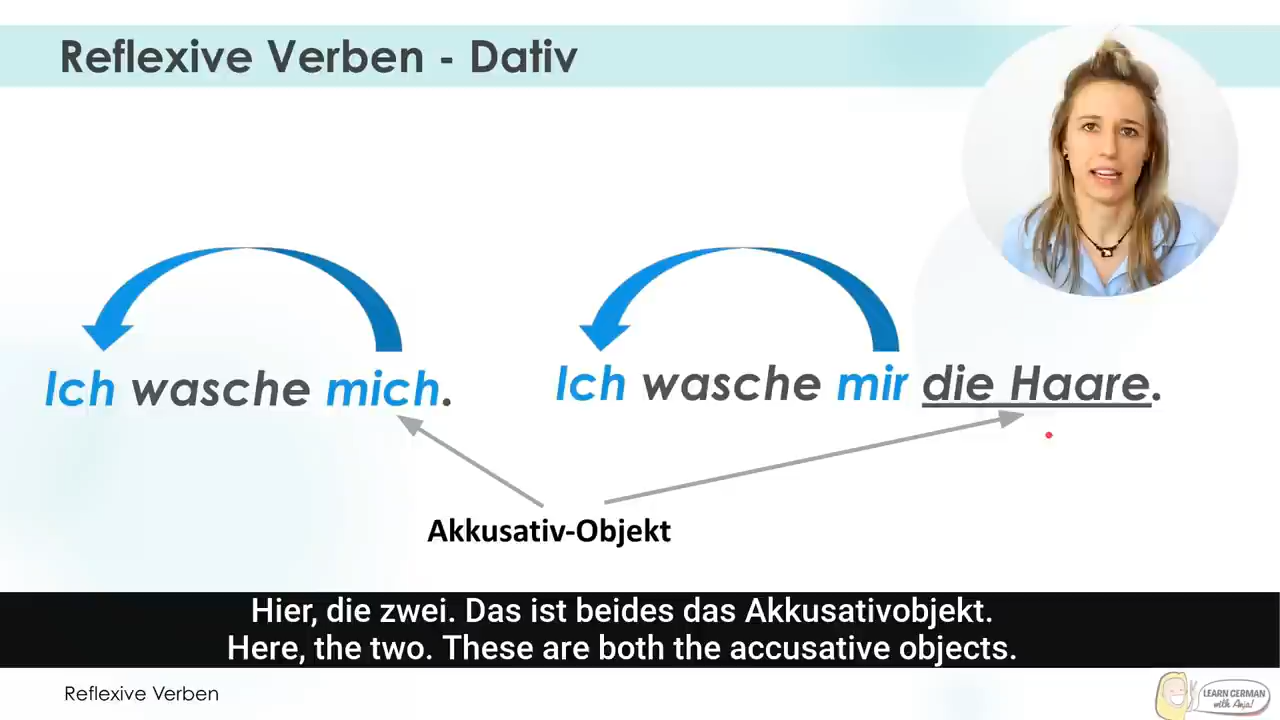 Reflexive Verben - Dativ
Ich wasche mich.
Ich wasche mir die Haare.
Akkusativ-Objekt
Hier, die zwei. Das ist beides das Akkusativobjekt.
Here, the two. These are both the accusative objects.
Reflexive Verben
LEARN GERMAN
with Anja!